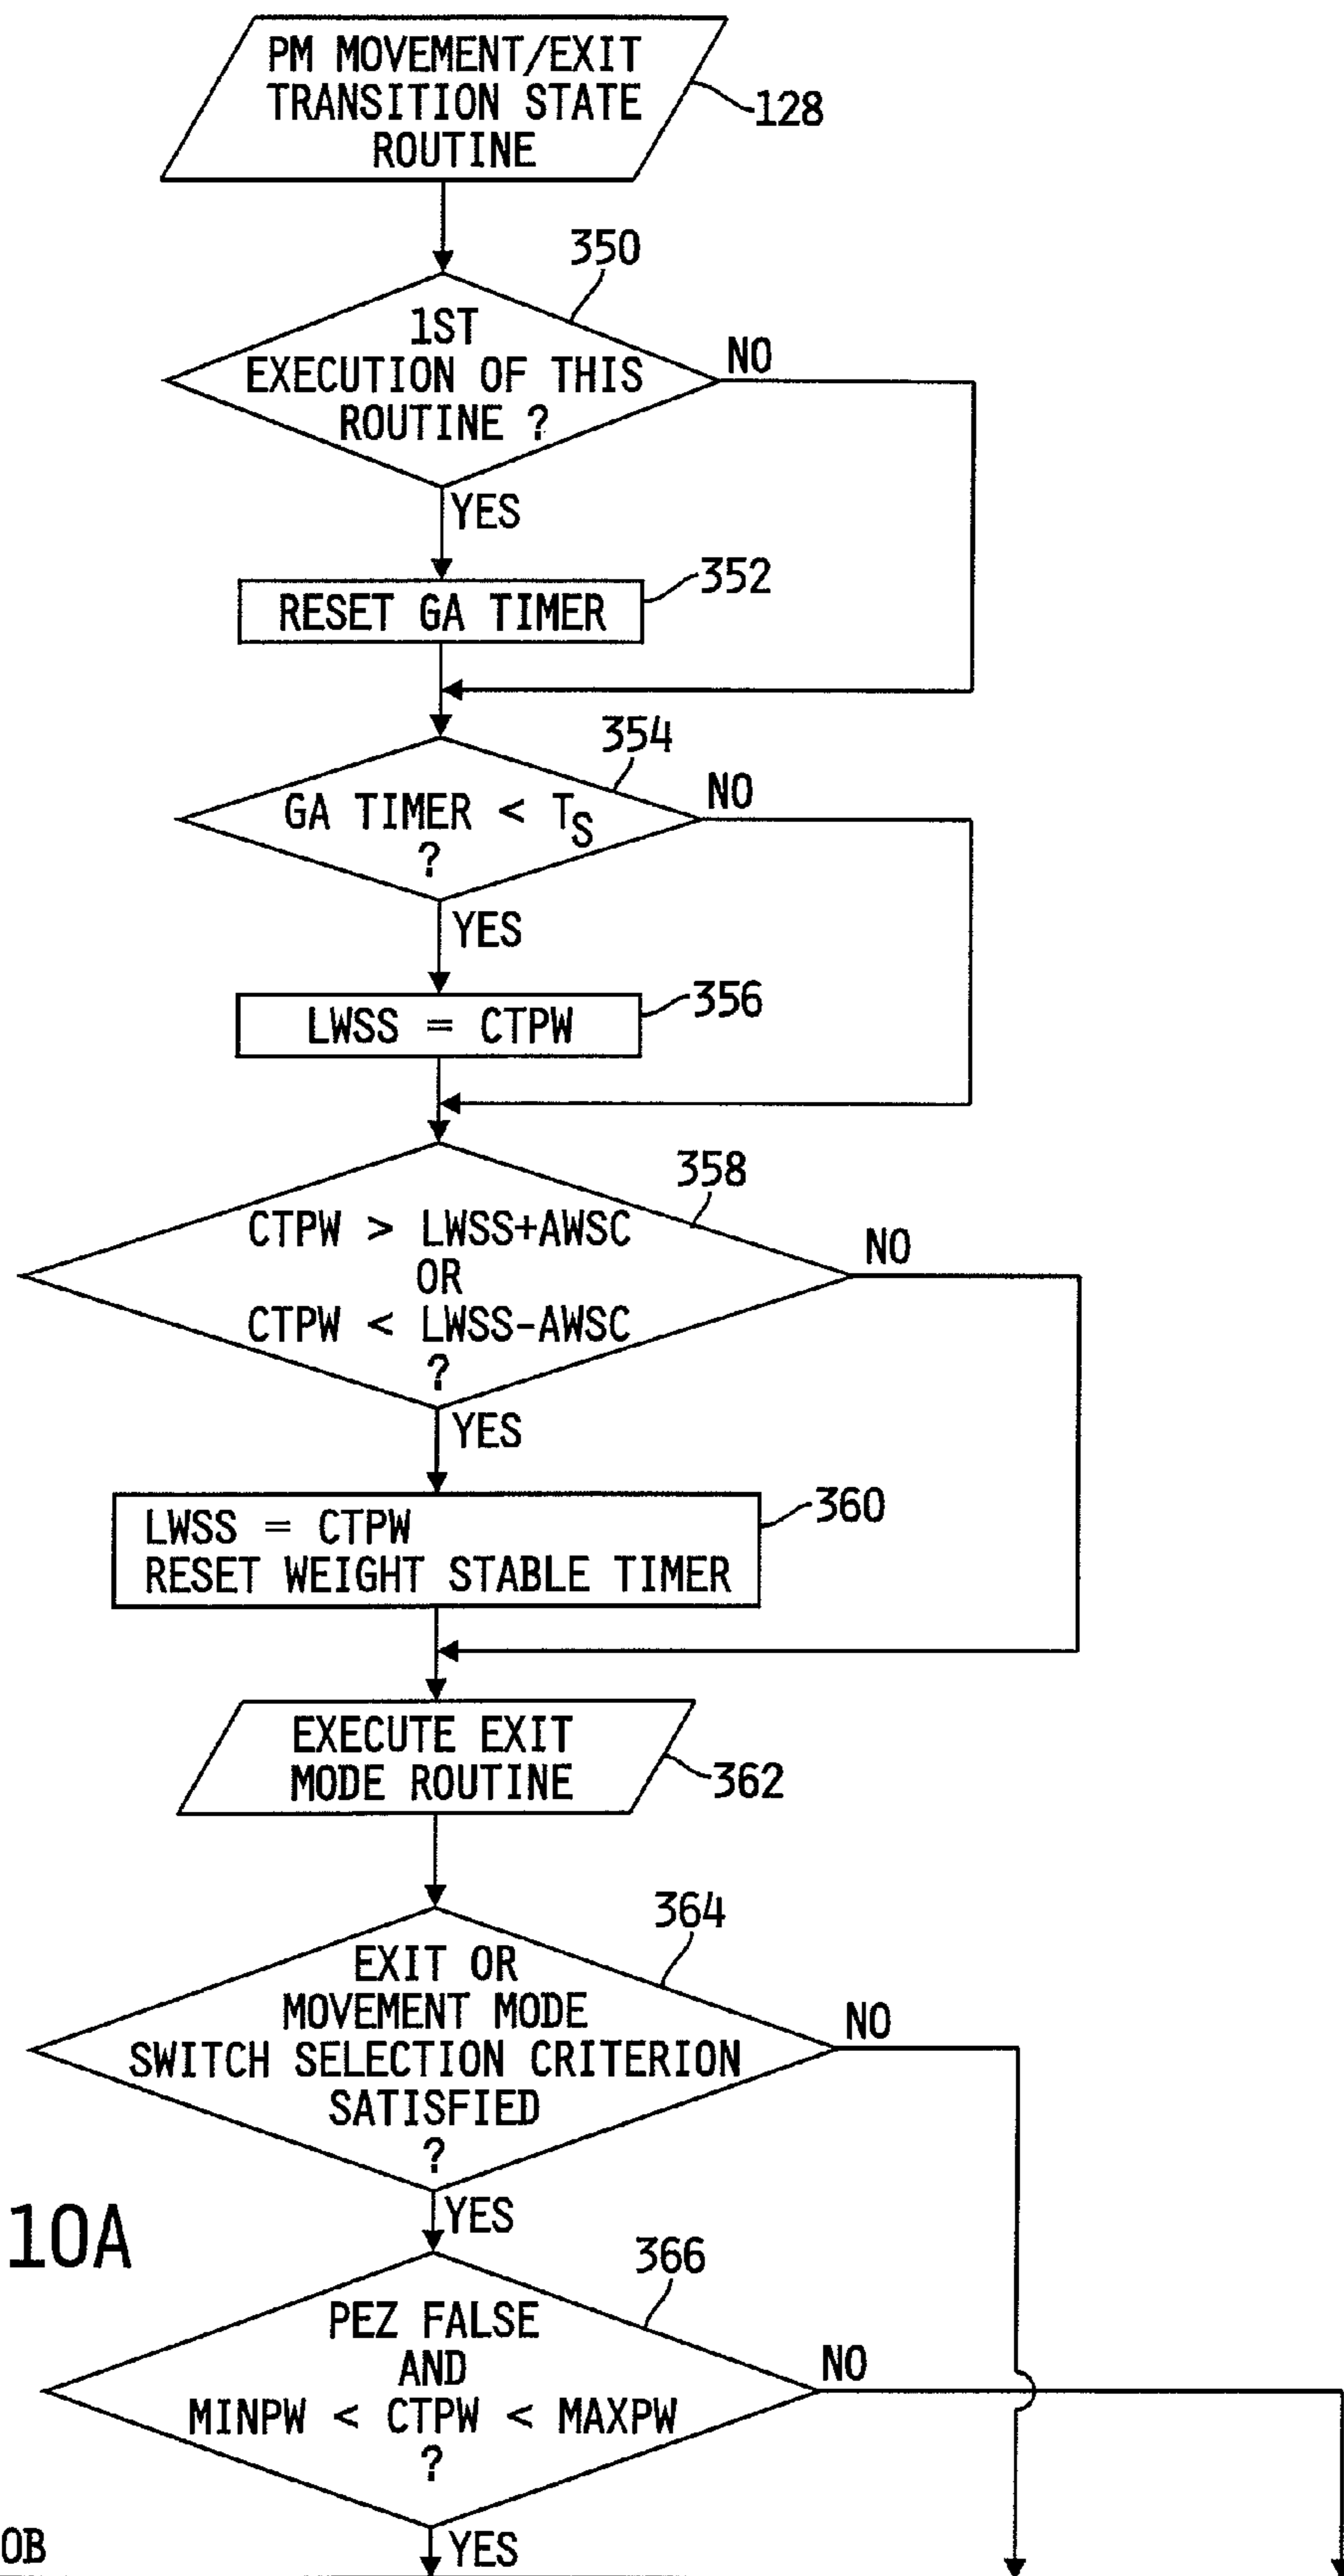 PM MOVEMENT/EXIT
TRANSITION STATE
ROUTINE
128
350
1ST
EXECUTION OF THIS
ROUTINE ?
NO
YES
352
RESET GA TIMER
354
GA TIMER < TS
?
NO
YES
356
LWSS = CTPW
358
CTPW > LWSS+AWSC
OR
CTPW < LWSS-AWSC
?
NO
YES
360
LWSS = CTPW
RESET WEIGHT STABLE TIMER
EXECUTE EXIT
MODE ROUTINE
362
364
EXIT OR
MOVEMENT MODE
SWITCH SELECTION CRITERION
SATISFIED
?
NO
YES
10A
366
PEZ FALSE
AND
MINPW < CTPW < MAXPW
?
NO
YES
0B